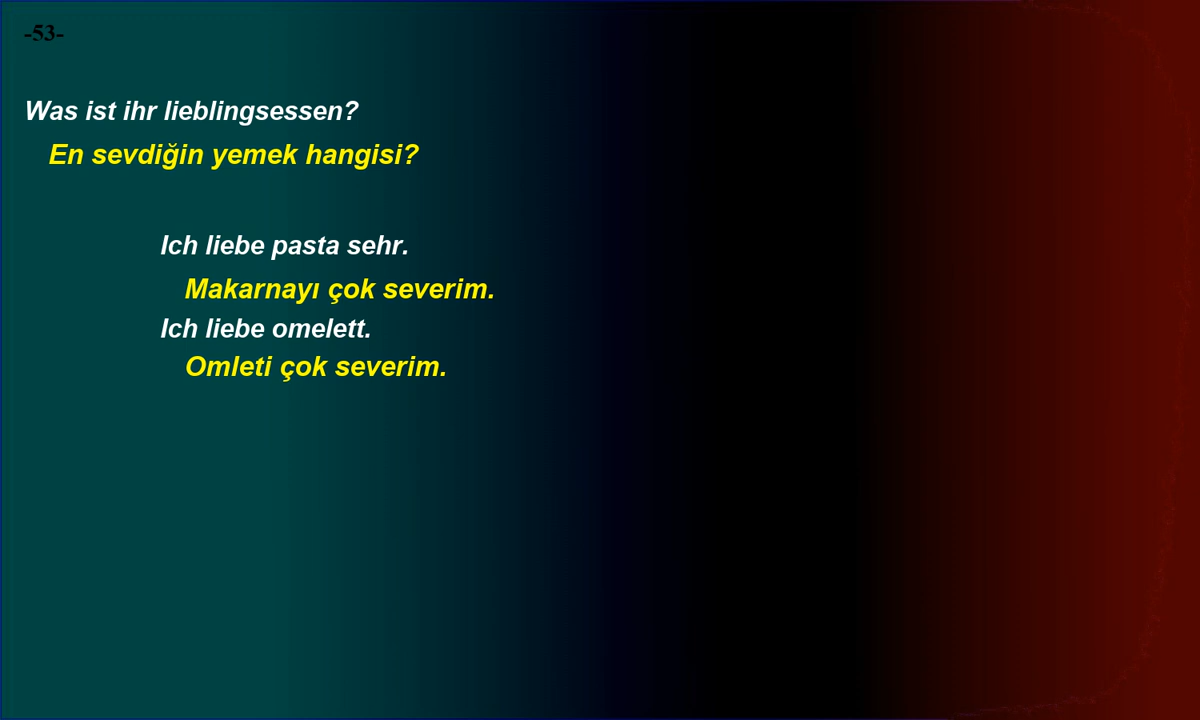 -53-
Was ist ihr lieblingsessen?
En sevdiğin yemek hangisi?
Ich liebe pasta sehr.
Makarnayı çok severim.
Ich liebe omelett.
Omleti çok severim.